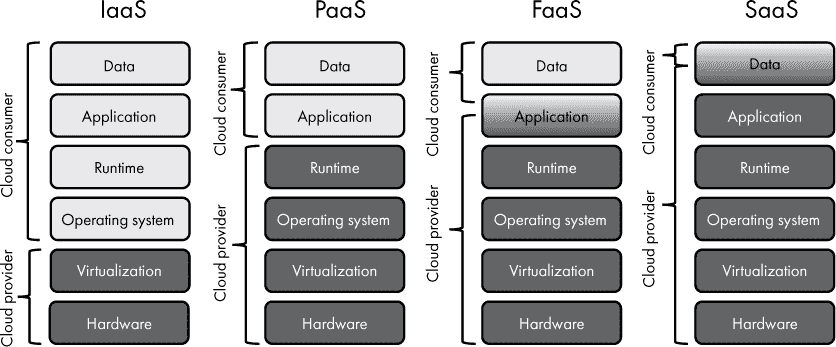 IaaS
PaaS
FaaS
SaaS
Cloud consumer
Data
Application
Runtime
Operating system
Cloud provider
Virtualization
Hardware
Cloud consumer
Data
Application
Cloud provider
Runtime
Operating system
Virtualization
Hardware
Cloud consumer
Data
Application
Cloud provider
Runtime
Operating system
Virtualization
Hardware
Cloud consumer
Data
Cloud provider
Application
Runtime
Operating system
Virtualization
Hardware